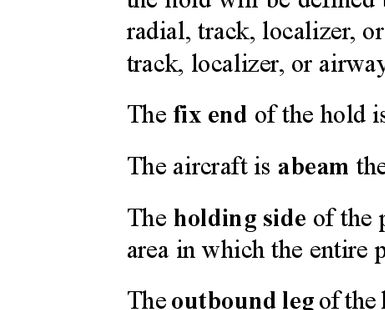 the hold will be defined
radial, track, localizer, or
track, localizer, or airway
The fix end of the hold is
The aircraft is abeam the
The holding side of the
area in which the entire
The outbound leg of the